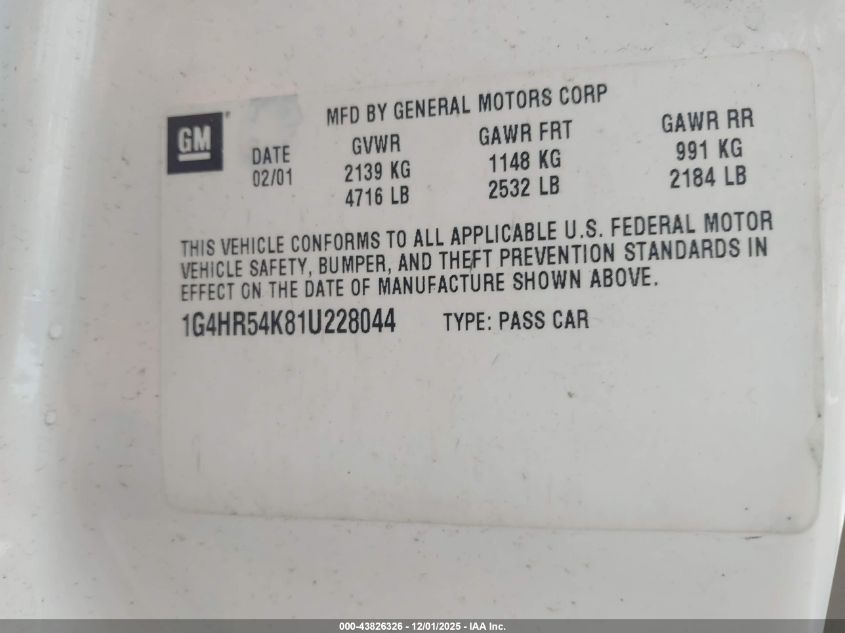 GM®
MFD BY GENERAL MOTORS CORP
DATE GVWR GAWR FRT GAWR RR
02/01 2139 KG 1148 KG 991 KG
4716 LB 2532 LB 2184 LB
THIS VEHICLE CONFORMS TO ALL APPLICABLE U.S. FEDERAL MOTOR
VEHICLE SAFETY, BUMPER, AND THEFT PREVENTION STANDARDS IN
EFFECT ON THE DATE OF MANUFACTURE SHOWN ABOVE.
1G4HR54K81U228044 TYPE: PASS CAR
000-43826326 - 12/01/2025 - IAA Inc.